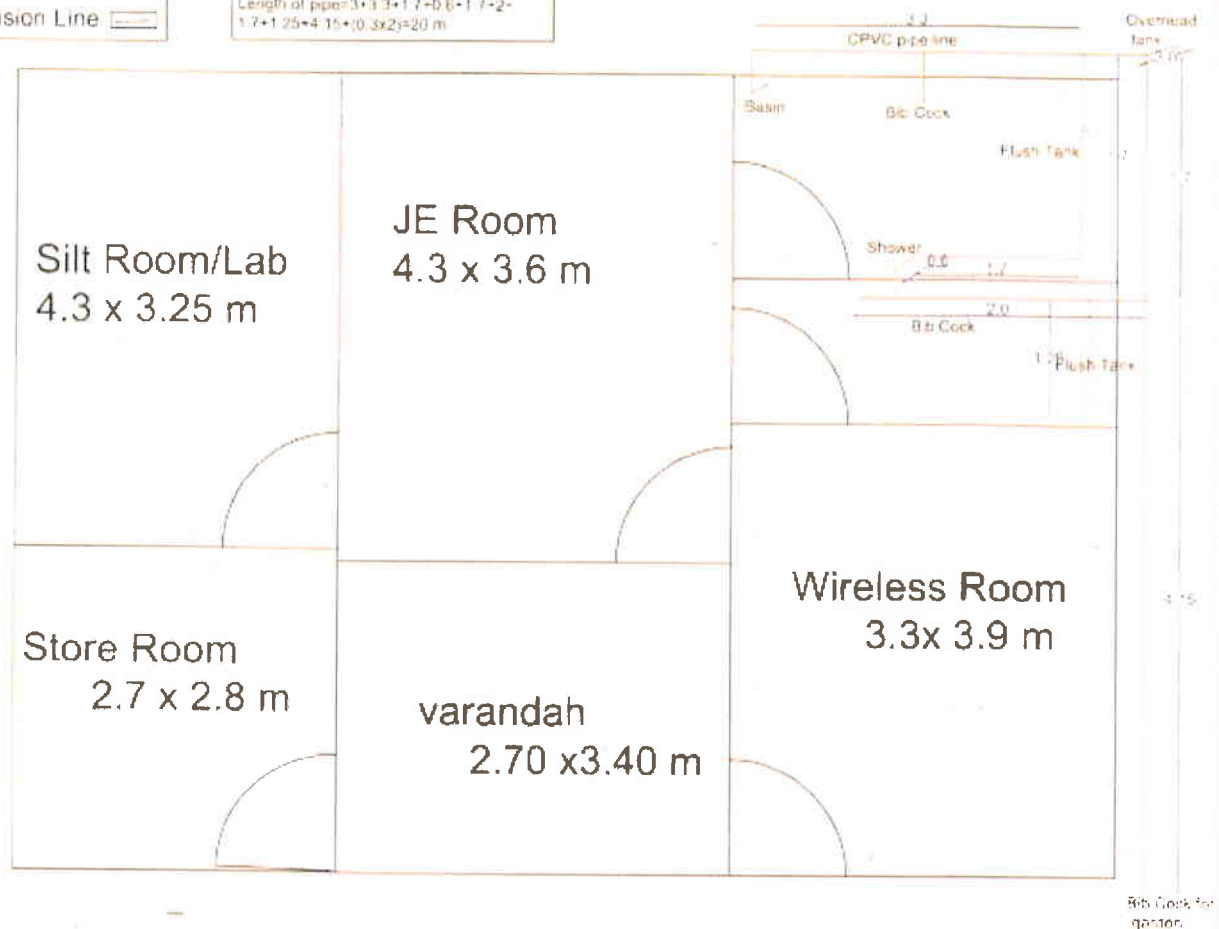 sion Line
Length of pipe=3+3.3+1.7+0.6+1.7+2+
1.7+1.25+4.15+(0.3x2)=20 m
3.3
CPVC pipe line
Overhead
tank
Basin
Bib Cock
Flush Tank
Silt Room/Lab
4.3 x 3.25 m
JE Room
4.3 x 3.6 m
Shower
0.6
1.7
2.0
Bib Cock
Flush Tank
Wireless Room
3.3x 3.9 m
4.15
Store Room
2.7 x 2.8 m
varandah
2.70 x3.40 m
Bib Cock for
garden.